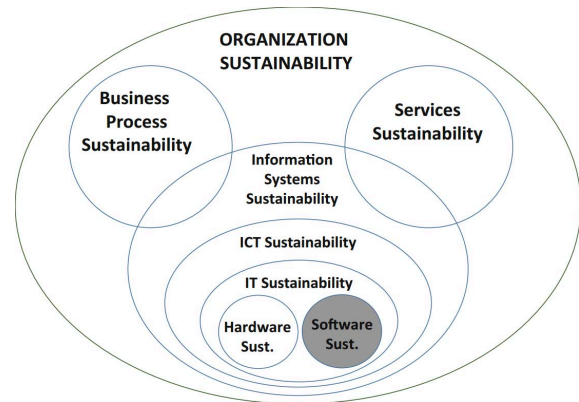 ORGANIZATION
SUSTAINABILITY
Business
Process
Sustainability
Services
Sustainability
Information
Systems
Sustainability
ICT Sustainability
IT Sustainability
Hardware
Sust.
Software
Sust.